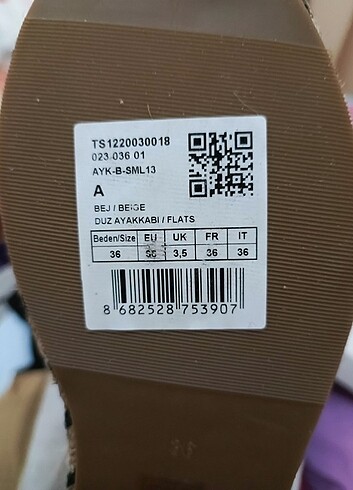 TS1220030018
023 036 01
AYK-B-SML13
A
BEJ / BEIGE
DUZ AYAKKABI / FLATS
Beden/Size EU UK FR IT
36 36 3,5 36 36
8 682528 753907